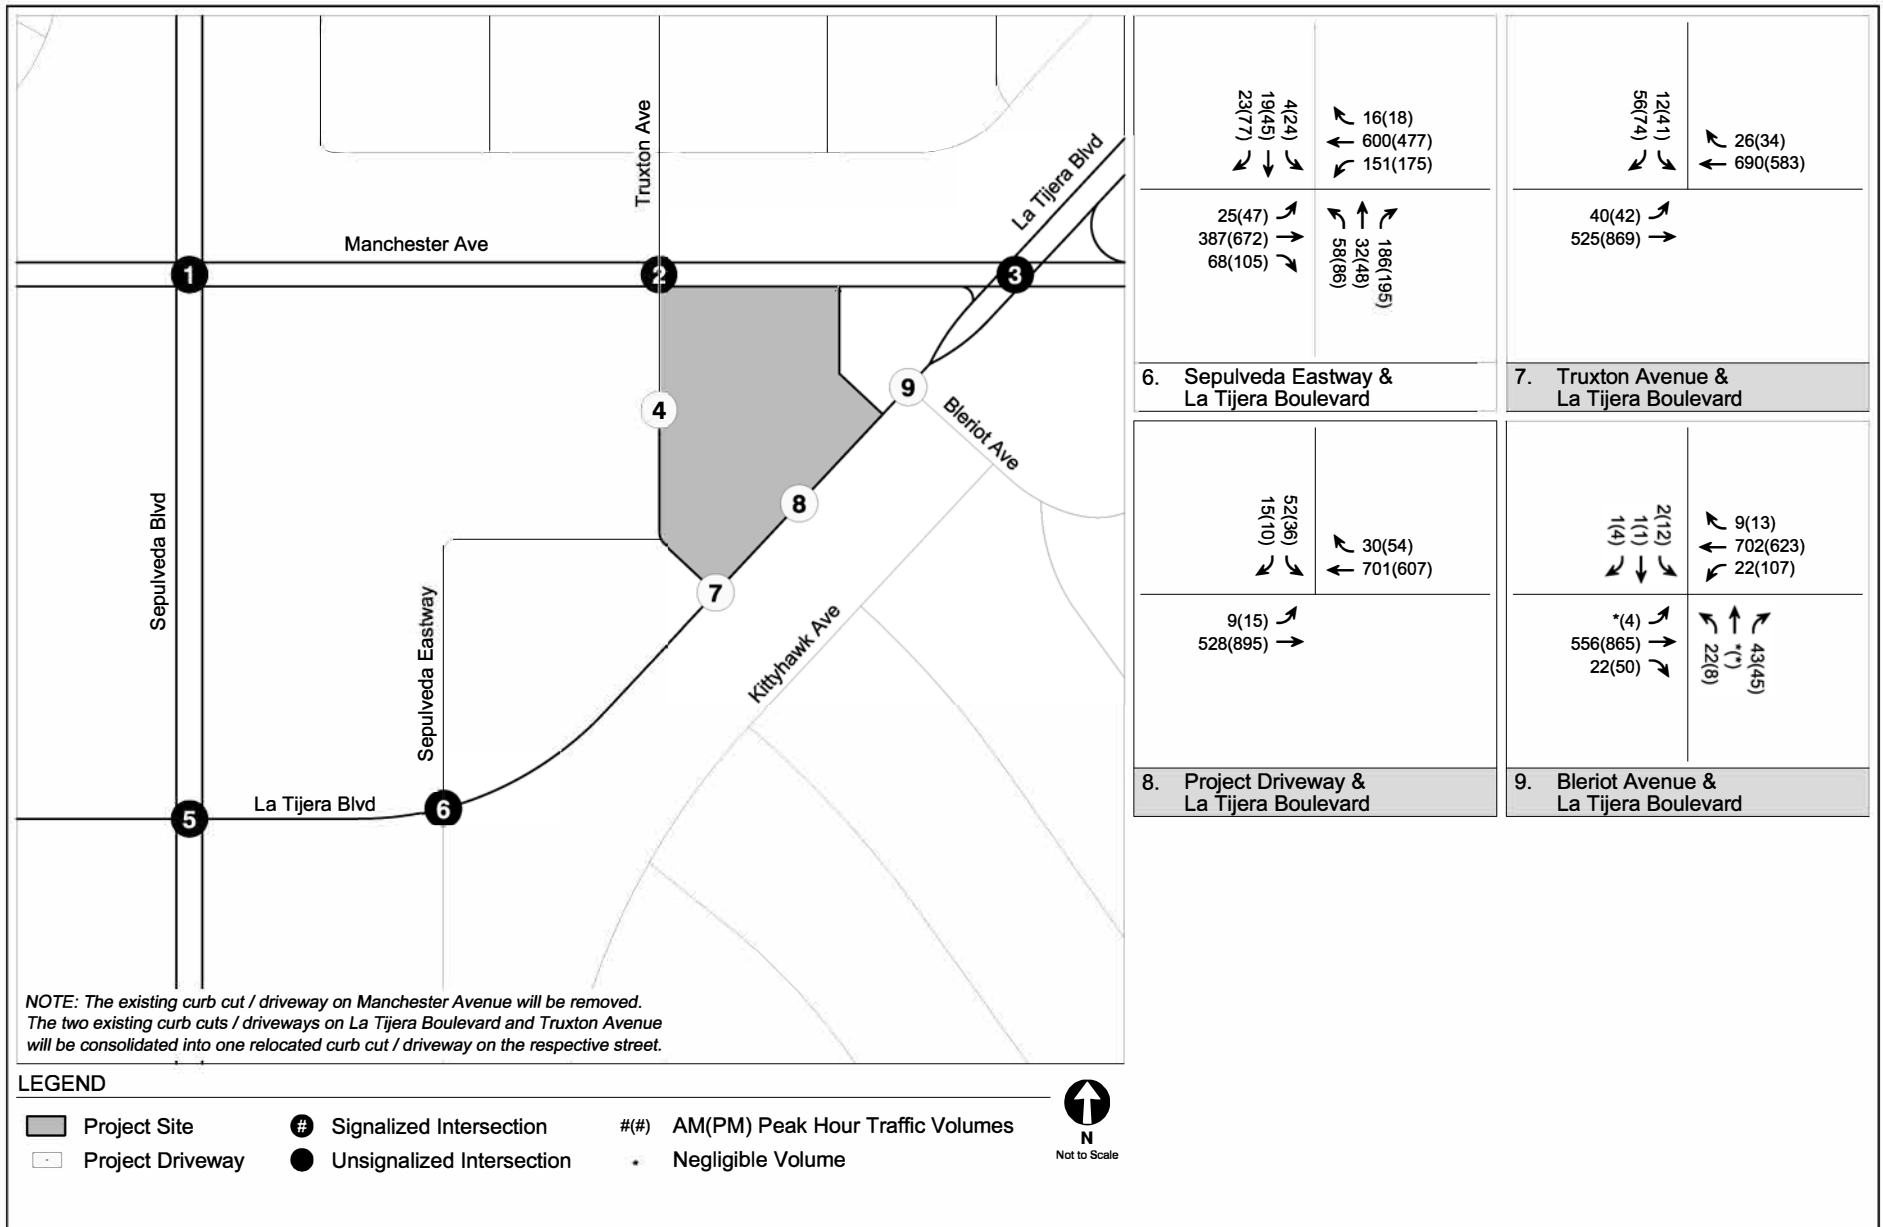 Truxton Ave
La Tijera Blvd
Manchester Ave
1
2
3
4
9
Bleriot Ave
8
Sepulveda Blvd
7
Sepulveda Eastway
Kittyhawk Ave
La Tijera Blvd
5
6
NOTE: The existing curb cut / driveway on Manchester Avenue will be removed.
The two existing curb cuts / driveways on La Tijera Boulevard and Truxton Avenue
will be consolidated into one relocated curb cut / driveway on the respective street.
23(77)
19(45)
4(24)
16(18)
600(477)
151(175)
25(47)
387(672)
68(105)
58(86)
32(48)
186(195)
6. Sepulveda Eastway &
La Tijera Boulevard
56(74)
12(41)
26(34)
690(583)
40(42)
525(869)
7. Truxton Avenue &
La Tijera Boulevard
15(10)
52(36)
30(54)
701(607)
9(15)
528(895)
8. Project Driveway &
La Tijera Boulevard
1(4)
1(1)
2(12)
9(13)
702(623)
22(107)
*(4)
556(865)
22(50)
22(8)
*(*)
43(45)
9. Bleriot Avenue &
La Tijera Boulevard
LEGEND
Project Site
# Signalized Intersection
#(#) AM(PM) Peak Hour Traffic Volumes
Project Driveway
Unsignalized Intersection
* Negligible Volume
N
Not to Scale